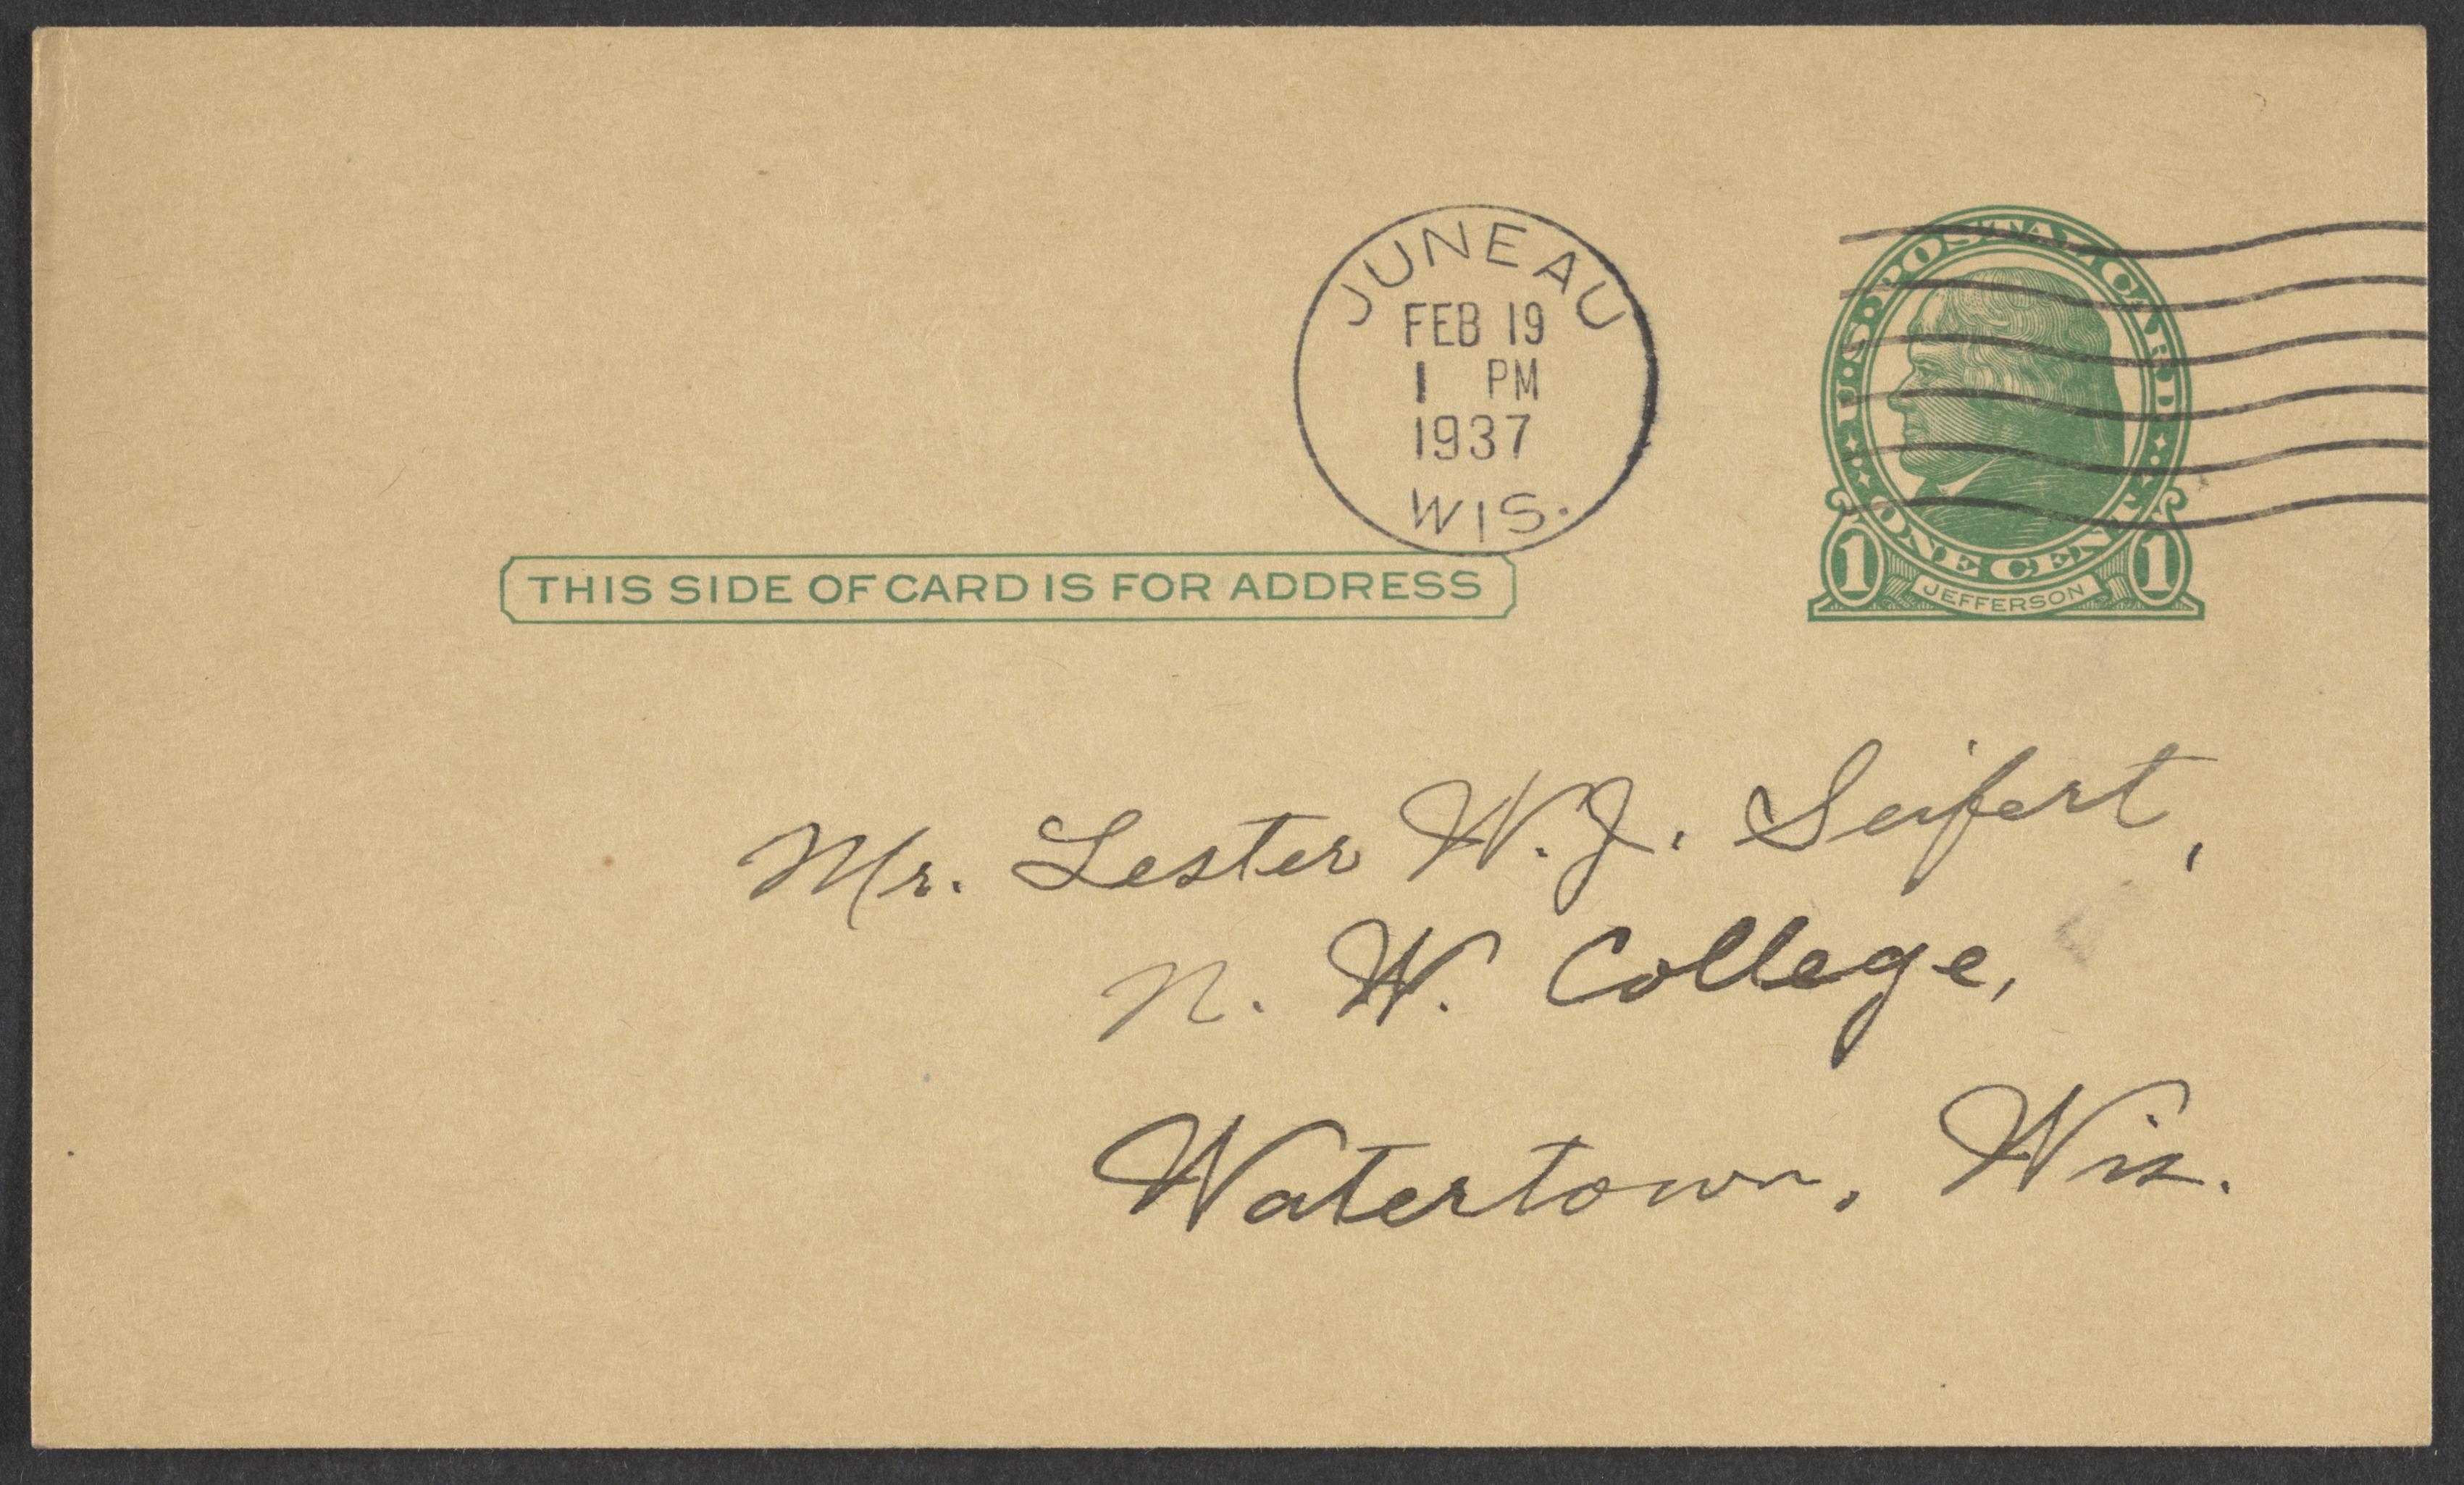 JUNEAU
FEB 19
1 PM
1937
WIS.
U·S·POSTAL CARD
ONE CENT
1 JEFFERSON 1
THIS SIDE OF CARD IS FOR ADDRESS
Mr. Lester W. J. Seifert,
N. W. College,
Watertown, Wis.